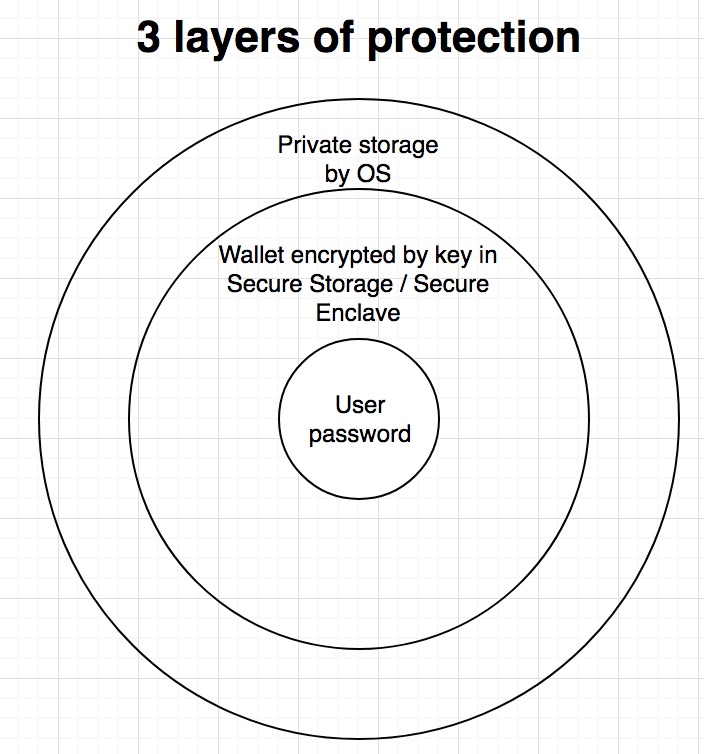 3 layers of protection
Private storage
by OS
Wallet encrypted by key in
Secure Storage / Secure
Enclave
User
password